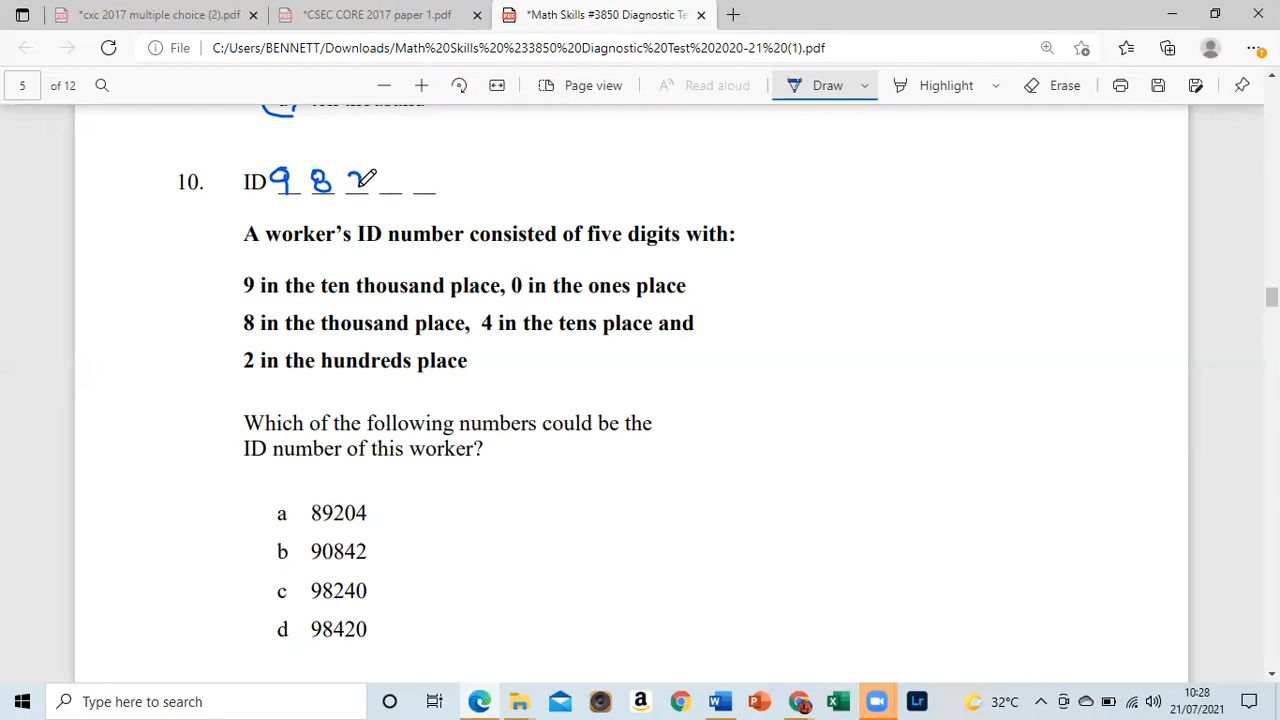 *cxc 2017 multiple choice (2).pdf
*CSEC CORE 2017 paper 1.pdf
*Math Skills #3850 Diagnostic Te
File
C:/Users/BENNETT/Downloads/Math%20Skills%20%233850%20Diagnostic%20Test%202020-21%20(1).pdf
5 of 12
Page view
Read aloud
Draw
Highlight
Erase
10. ID 9 8 2
A worker's ID number consisted of five digits with:
9 in the ten thousand place, 0 in the ones place
8 in the thousand place, 4 in the tens place and
2 in the hundreds place
Which of the following numbers could be the
ID number of this worker?
a 89204
b 90842
c 98240
d 98420
Type here to search
32°C
10:28
21/07/2021